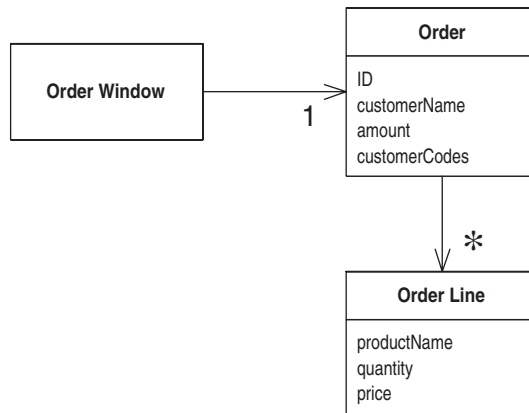 Order Window
1
Order
ID
customerName
amount
customerCodes
*
Order Line
productName
quantity
price